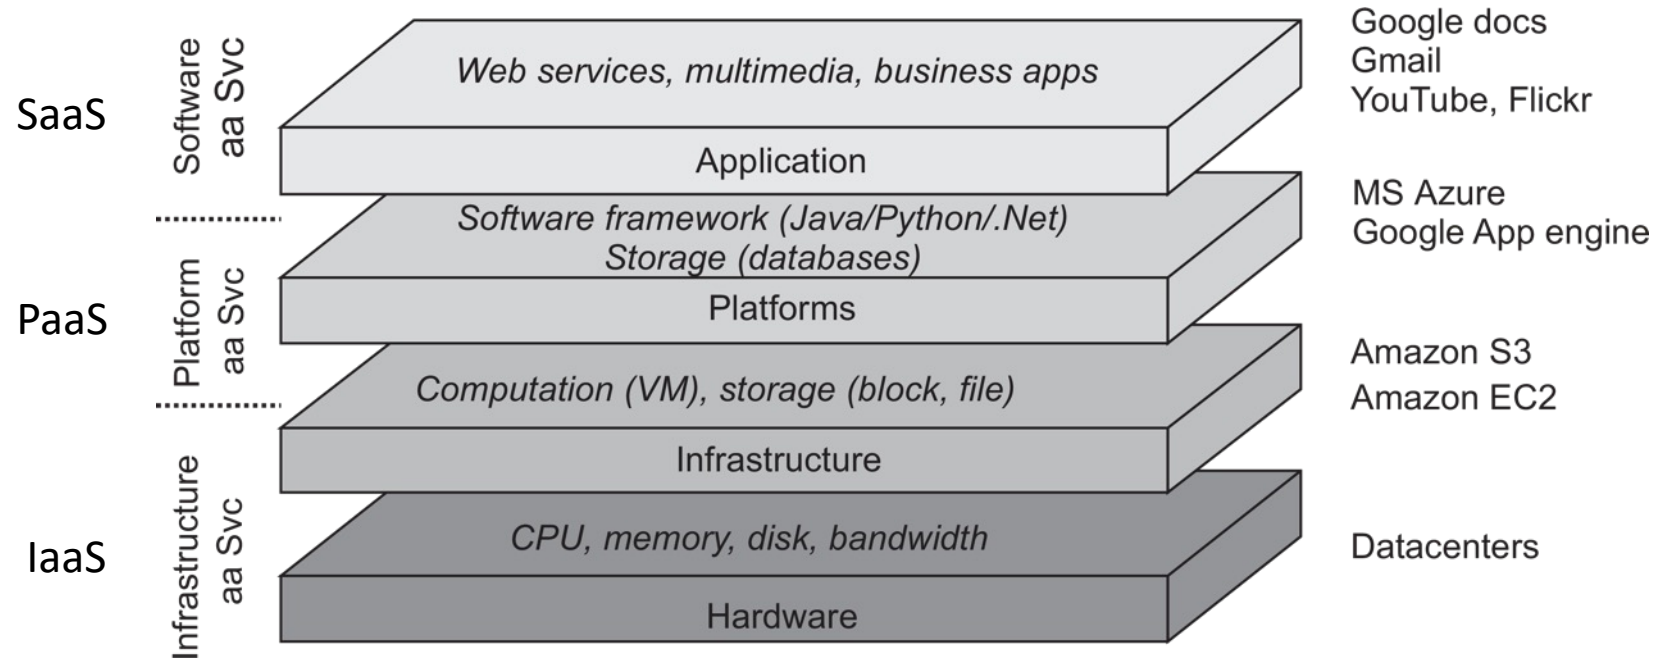 SaaS
Software
aa Svc
Web services, multimedia, business apps
Application
Google docs
Gmail
YouTube, Flickr
PaaS
Platform
aa Svc
Software framework (Java/Python/.Net)
Storage (databases)
Platforms
MS Azure
Google App engine
IaaS
Infrastructure
aa Svc
Computation (VM), storage (block, file)
Infrastructure
Amazon S3
Amazon EC2
CPU, memory, disk, bandwidth
Hardware
Datacenters